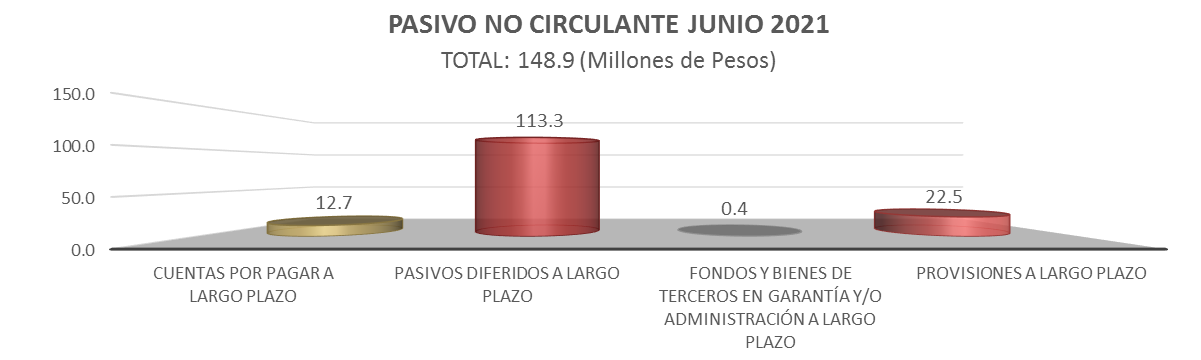 PASIVO NO CIRCULANTE JUNIO 2021
TOTAL: 148.9 (Millones de Pesos)
150.0
100.0
50.0
0.0
12.7
113.3
0.4
22.5
CUENTAS POR PAGAR A
LARGO PLAZO
PASIVOS DIFERIDOS A LARGO
PLAZO
FONDOS Y BIENES DE
TERCEROS EN GARANTÍA Y/O
ADMINISTRACIÓN A LARGO
PLAZO
PROVISIONES A LARGO PLAZO